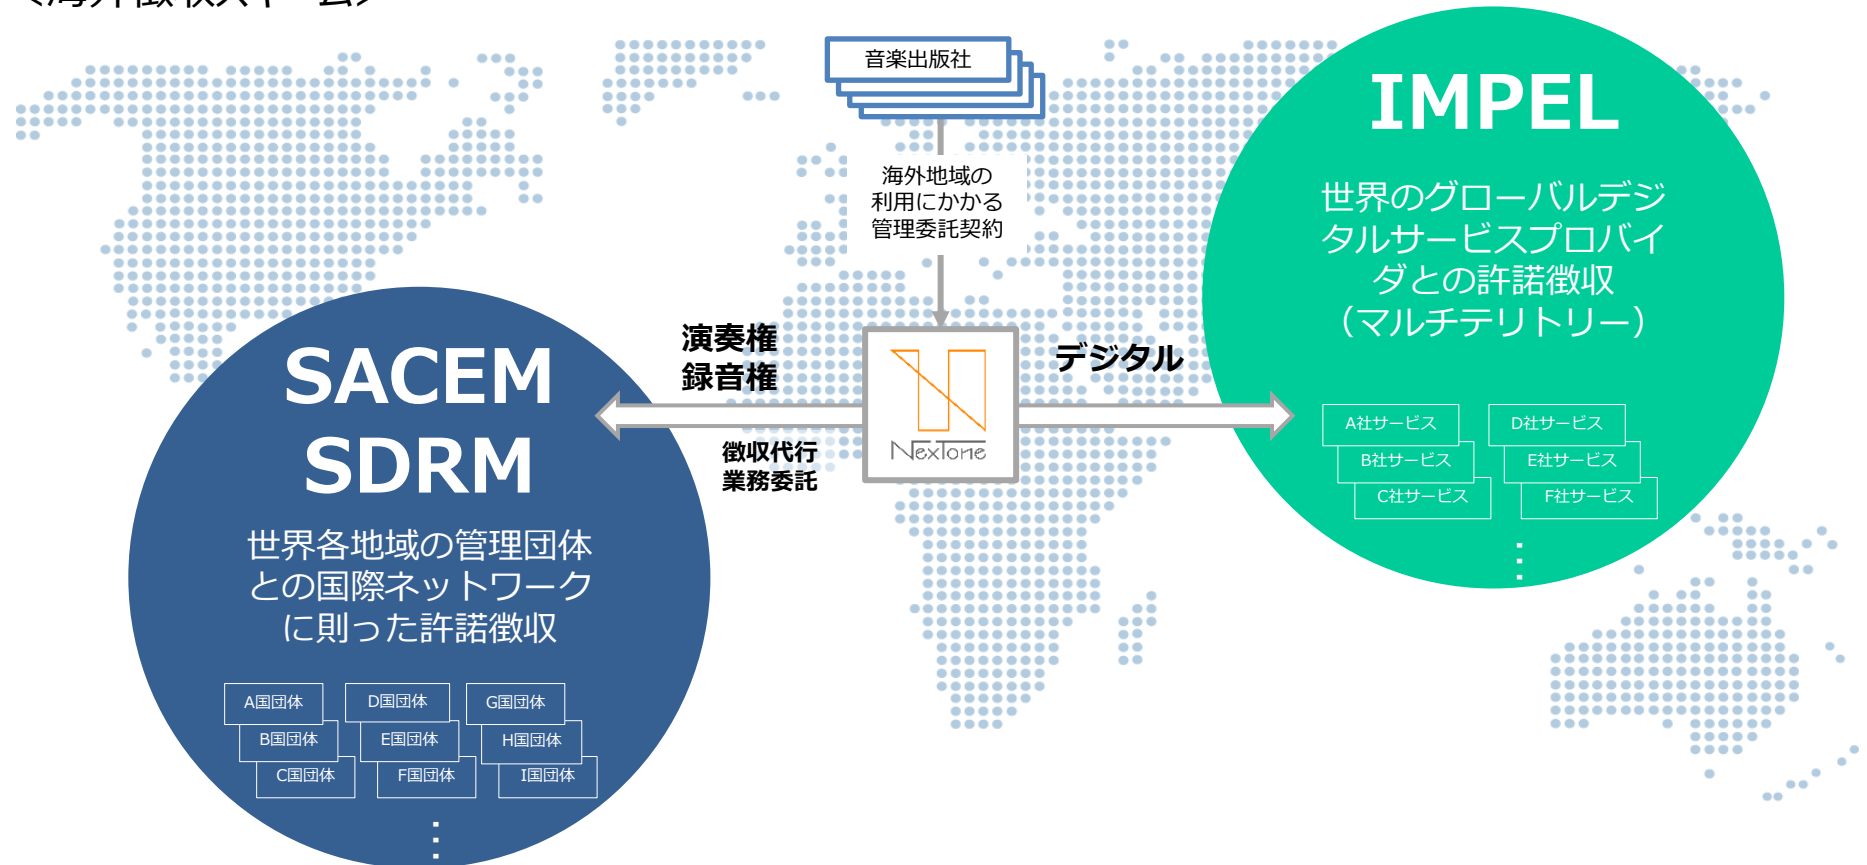 ＜海外徴収スキーム＞
音楽出版社
海外地域の
利用にかかる
管理委託契約
IMPEL
世界のグローバルデジ
タルサービスプロバイ
ダとの許諾徴収
（マルチテリトリー）
A社サービス
B社サービス
C社サービス
D社サービス
E社サービス
F社サービス
⋮
演奏権
録音権
徴収代行
業務委託
NexTone
デジタル
SACEM
SDRM
世界各地域の管理団体
との国際ネットワーク
に則った許諾徴収
A国団体
B国団体
C国団体
D国団体
E国団体
F国団体
G国団体
H国団体
I国団体
⋮